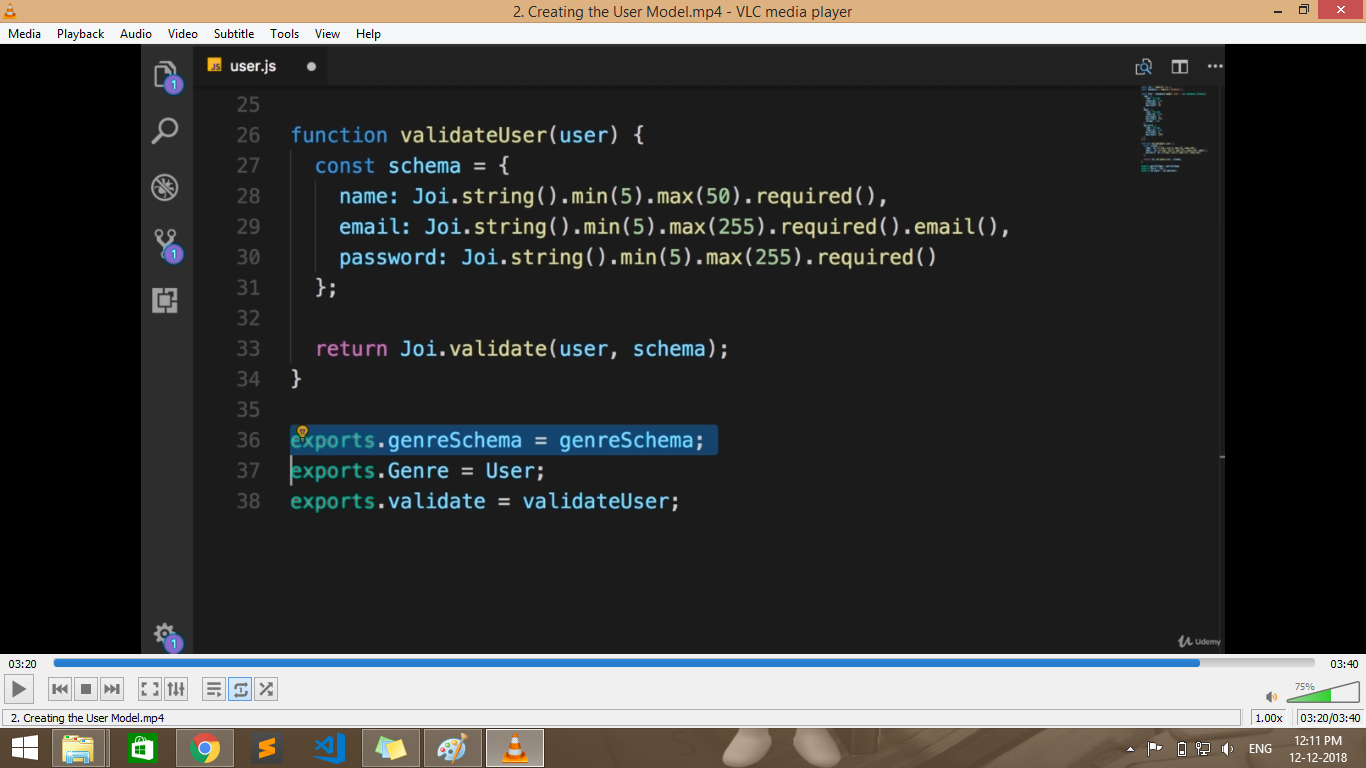 2. Creating the User Model.mp4 - VLC media player
Media Playback Audio Video Subtitle Tools View Help
JS user.js
1
25
26 function validateUser(user) {
27 const schema = {
28 name: Joi.string().min(5).max(50).required(),
29 email: Joi.string().min(5).max(255).required().email(),
30 password: Joi.string().min(5).max(255).required()
31 };
32
33 return Joi.validate(user, schema);
34 }
35
36 exports.genreSchema = genreSchema;
37 exports.Genre = User;
38 exports.validate = validateUser;
1
1
Udemy
03:20 03:40
75%
2. Creating the User Model.mp4 1.00x 03:20/03:40
ENG 12:11 PM
12-12-2018